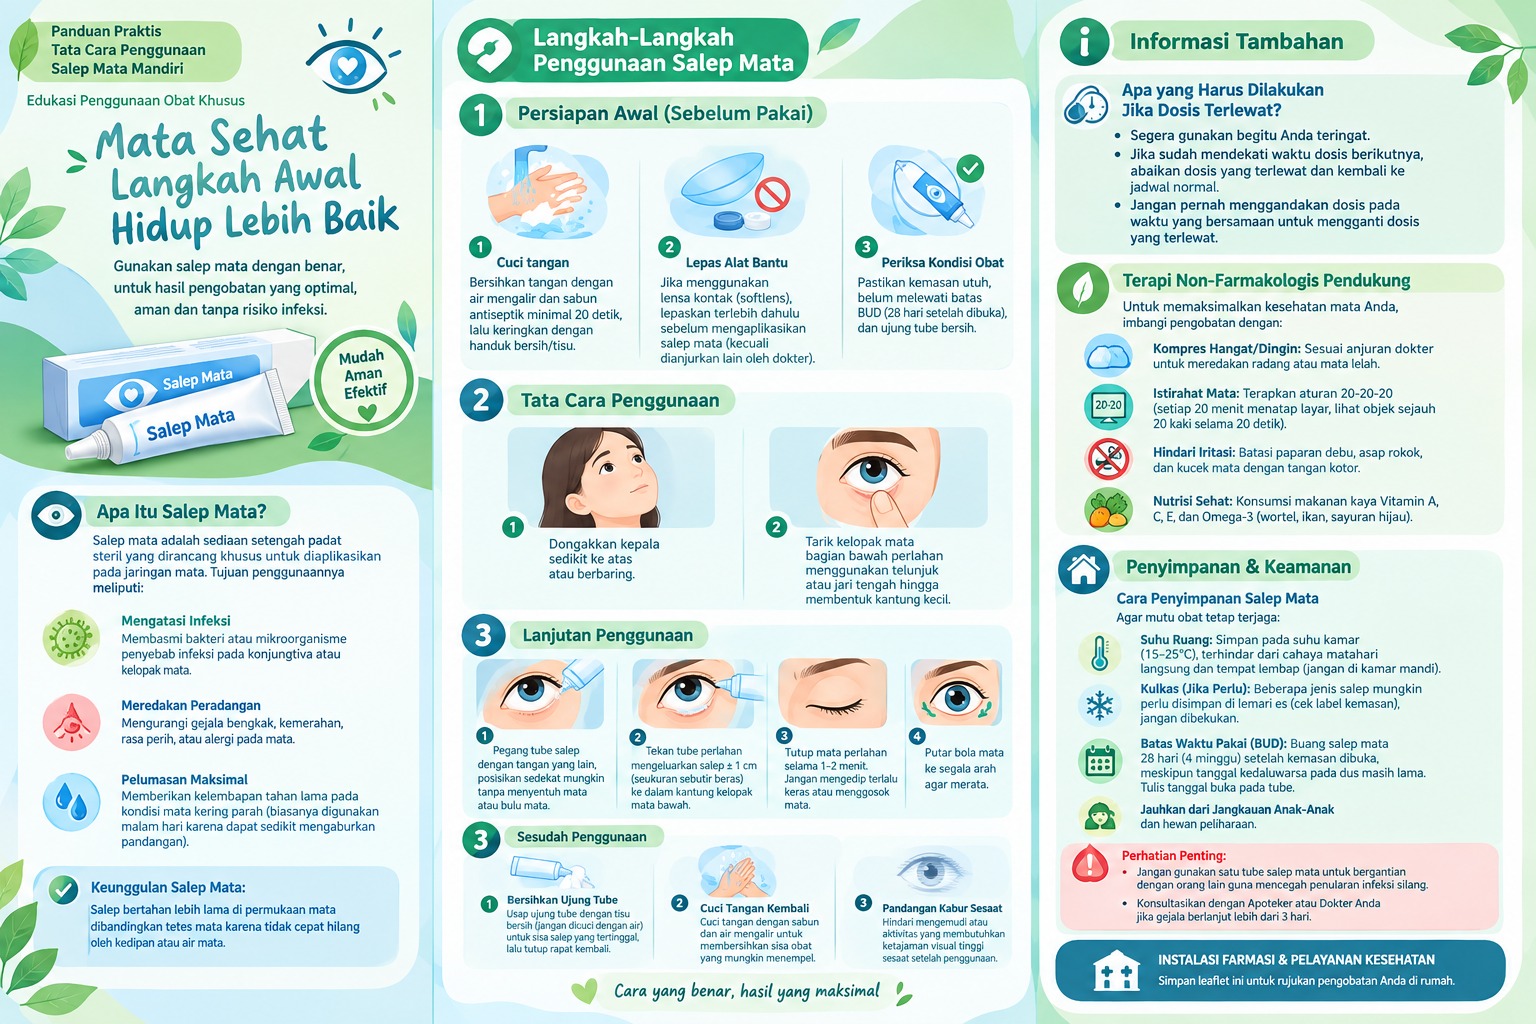 Panduan Praktis
Tata Cara Penggunaan
Salep Mata Mandiri
Edukasi Penggunaan Obat Khusus
Mata Sehat
Langkah Awal
Hidup Lebih Baik
Gunakan salep mata dengan benar,
untuk hasil pengobatan yang optimal,
aman dan tanpa risiko infeksi.
Salep Mata
Salep Mata
Mudah
Aman
Efektif
Apa Itu Salep Mata?
Salep mata adalah sediaan setengah padat
steril yang dirancang khusus untuk diaplikasikan
pada jaringan mata. Tujuan penggunaannya
meliputi:
Mengatasi Infeksi
Membasmi bakteri atau mikroorganisme
penyebab infeksi pada konjungtiva atau
kelopak mata.
Meredakan Peradangan
Mengurangi gejala bengkak, kemerahan,
rasa perih, atau alergi pada mata.
Pelumasan Maksimal
Memberikan kelembapan tahan lama pada
kondisi mata kering parah (biasanya digunakan
malam hari karena dapat sedikit mengaburkan
pandangan).
Keunggulan Salep Mata:
Salep bertahan lebih lama di permukaan mata
dibandingkan tetes mata karena tidak cepat hilang
oleh kedipan atau air mata.
Langkah-Langkah
Penggunaan Salep Mata
1 Persiapan Awal (Sebelum Pakai)
1 Cuci tangan
Bersihkan tangan dengan
air mengalir dan sabun
antiseptik minimal 20 detik,
lalu keringkan dengan
handuk bersih/tisu.
2 Lepas Alat Bantu
Jika menggunakan
lensa kontak (softlens),
lepaskan terlebih dahulu
sebelum mengaplikasikan
salep mata (kecuali
dianjurkan lain oleh dokter).
3 Periksa Kondisi Obat
Pastikan kemasan utuh,
belum melewati batas
BUD (28 hari setelah dibuka),
dan ujung tube bersih.
2 Tata Cara Penggunaan
1 Dongakkan kepala
sedikit ke atas
atau berbaring.
2 Tarik kelopak mata
bagian bawah perlahan
menggunakan telunjuk
atau jari tengah hingga
membentuk kantung kecil.
3 Lanjutan Penggunaan
1 Pegang tube salep
dengan tangan yang lain,
posisikan sedekat mungkin
tanpa menyentuh mata
atau bulu mata.
2 Tekan tube perlahan
mengeluarkan salep ± 1 cm
(seukuran sebutir beras)
ke dalam kantung kelopak
mata bawah.
3 Tutup mata perlahan
selama 1–2 menit.
Jangan mengedip terlalu
keras atau menggosok
mata.
4 Putar bola mata
ke segala arah
agar merata.
3 Sesudah Penggunaan
1 Bersihkan Ujung Tube
Usap ujung tube dengan tisu
bersih (jangan dicuci dengan air)
untuk sisa salep yang tertinggal,
lalu tutup rapat kembali.
2 Cuci Tangan Kembali
Cuci tangan dengan sabun
dan air mengalir untuk
membersihkan sisa obat
yang mungkin menempel.
3 Pandangan Kabur Sesaat
Hindari mengemudi atau
aktivitas yang membutuhkan
ketajaman visual tinggi
sesaat setelah penggunaan.
Cara yang benar, hasil yang maksimal
i Informasi Tambahan
Apa yang Harus Dilakukan
Jika Dosis Terlewat?
• Segera gunakan begitu Anda teringat.
• Jika sudah mendekati waktu dosis berikutnya,
abaikan dosis yang terlewat dan kembali ke
jadwal normal.
• Jangan pernah menggandakan dosis pada
waktu yang bersamaan untuk mengganti dosis
yang terlewat.
Terapi Non-Farmakologis Pendukung
Untuk memaksimalkan kesehatan mata Anda,
imbangi pengobatan dengan:
Kompres Hangat/Dingin: Sesuai anjuran dokter
untuk meredakan radang atau mata lelah.
20-20
Istirahat Mata: Terapkan aturan 20-20-20
(setiap 20 menit menatap layar, lihat objek sejauh
20 kaki selama 20 detik).
Hindari Iritasi: Batasi paparan debu, asap rokok,
dan kucek mata dengan tangan kotor.
Nutrisi Sehat: Konsumsi makanan kaya Vitamin A,
C, E, dan Omega-3 (wortel, ikan, sayuran hijau).
Penyimpanan & Keamanan
Cara Penyimpanan Salep Mata
Agar mutu obat tetap terjaga:
Suhu Ruang: Simpan pada suhu kamar
(15–25°C), terhindar dari cahaya matahari
langsung dan tempat lembap (jangan di kamar mandi).
Kulkas (Jika Perlu): Beberapa jenis salep mungkin
perlu disimpan di lemari es (cek label kemasan),
jangan dibekukan.
Batas Waktu Pakai (BUD): Buang salep mata
28 hari (4 minggu) setelah kemasan dibuka,
meskipun tanggal kedaluwarsa pada dus masih lama.
Tulis tanggal buka pada tube.
Jauhkan dari Jangkauan Anak-Anak
dan hewan peliharaan.
Perhatian Penting:
• Jangan gunakan satu tube salep mata untuk bergantian
dengan orang lain guna mencegah penularan infeksi silang.
• Konsultasikan dengan Apoteker atau Dokter Anda
jika gejala berlanjut lebih dari 3 hari.
INSTALASI FARMASI & PELAYANAN KESEHATAN
Simpan leaflet ini untuk rujukan pengobatan Anda di rumah.